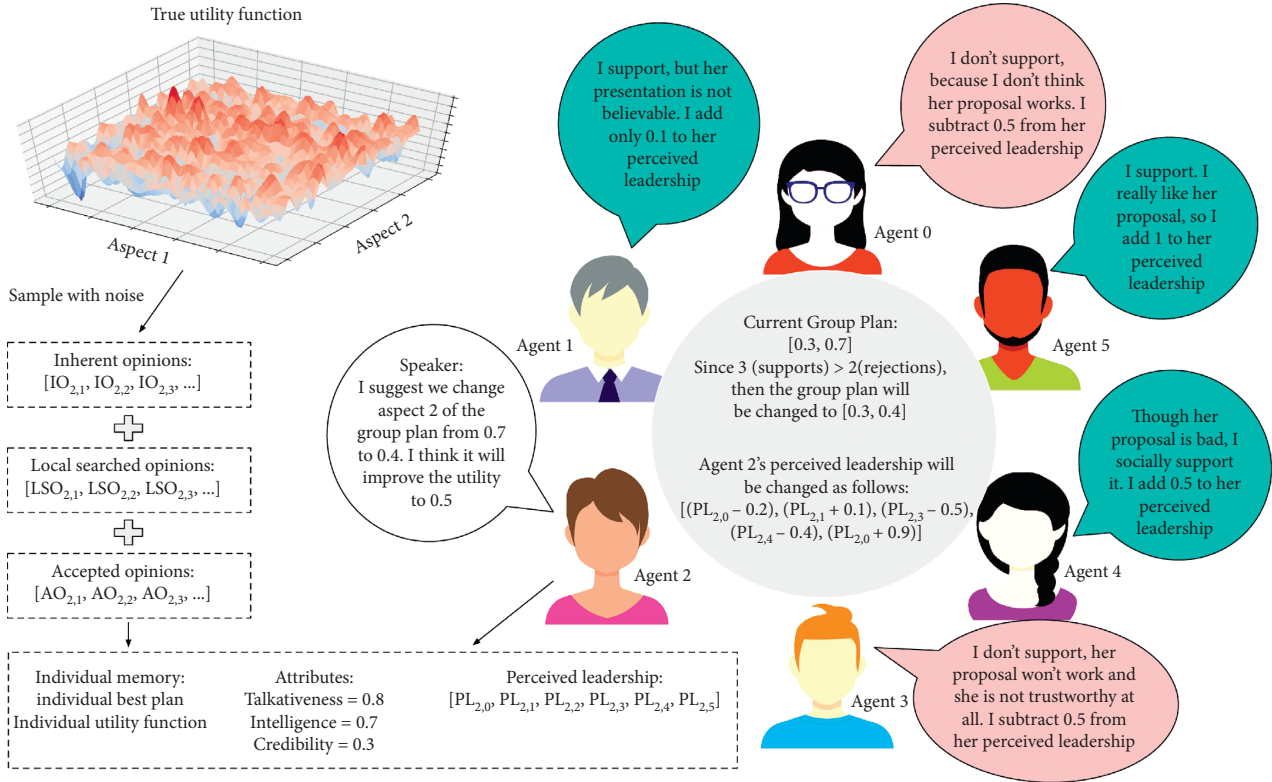 True utility function
Aspect 1
Aspect 2
Sample with noise
Inherent opinions:
[IO2,1, IO2,2, IO2,3, ...]
Local searched opinions:
[LSO2,1, LSO2,2, LSO2,3, ...]
Accepted opinions:
[AO2,1, AO2,2, AO2,3, ...]
Individual memory:
individual best plan
Individual utility function
Attributes:
Talkativeness = 0.8
Intelligence = 0.7
Credibility = 0.3
Perceived leadership:
[PL2,0, PL2,1, PL2,2, PL2,3, PL2,4, PL2,5]
Speaker:
I suggest we change
aspect 2 of the
group plan from 0.7
to 0.4. I think it will
improve the utility
to 0.5
Agent 2
I support, but her
presentation is not
believable. I add
only 0.1 to her
perceived
leadership
Agent 1
I don't support,
because I don't think
her proposal works. I
subtract 0.5 from her
perceived leadership
Agent 0
I support. I
really like her
proposal, so I
add 1 to her
perceived
leadership
Agent 5
Though her
proposal is bad, I
socially support
it. I add 0.5 to her
perceived
leadership
Agent 4
I don't support, her
proposal won't work and
she is not trustworthy at
all. I subtract 0.5 from
her perceived leadership
Agent 3
Current Group Plan:
[0.3, 0.7]
Since 3 (supports) > 2(rejections),
then the group plan will
be changed to [0.3, 0.4]
Agent 2's perceived leadership will
be changed as follows:
[(PL2,0 – 0.2), (PL2,1 + 0.1), (PL2,3 – 0.5),
(PL2,4 – 0.4), (PL2,0 + 0.9)]